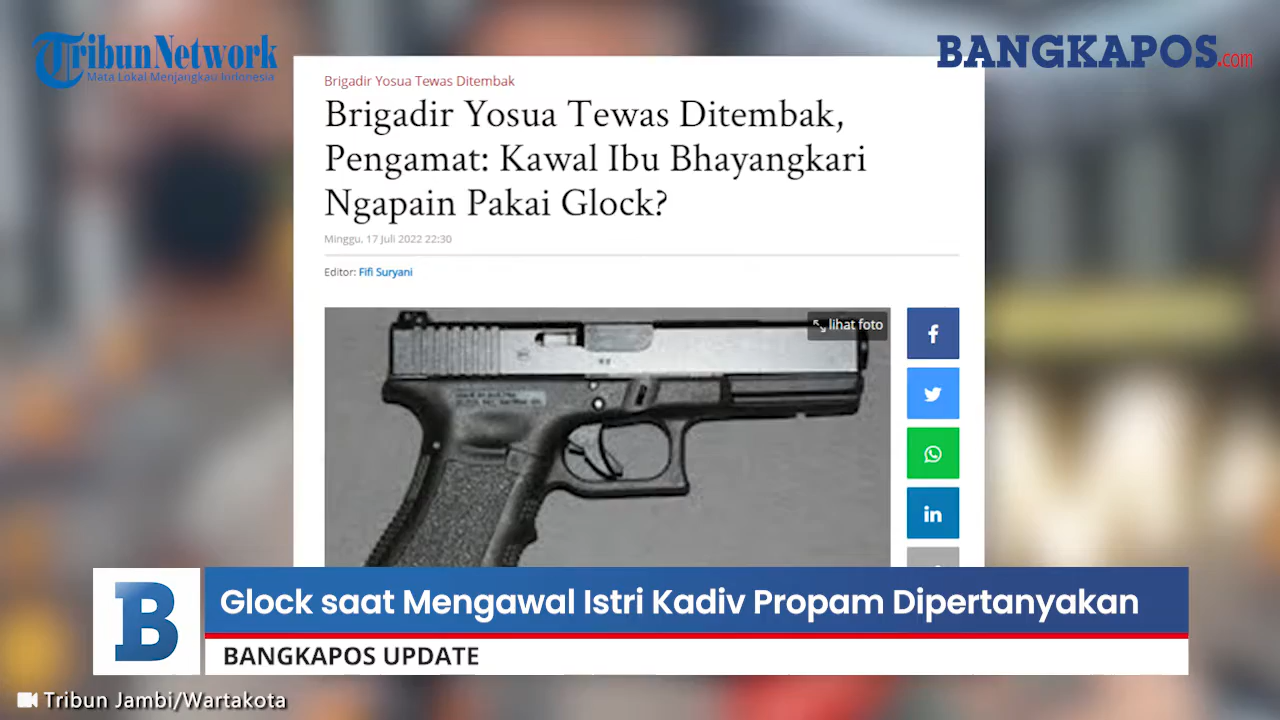 TribunNetwork
Mata Lokal Menjangkau Indonesia
BANGKAPOS.com
Brigadir Yosua Tewas Ditembak
Brigadir Yosua Tewas Ditembak,
Pengamat: Kawal Ibu Bhayangkari
Ngapain Pakai Glock?
Minggu, 17 Juli 2022 22:30
Editor: Fifi Suryani
lihat foto
f
in
B
Glock saat Mengawal Istri Kadiv Propam Dipertanyakan
BANGKAPOS UPDATE
Tribun Jambi/Wartakota